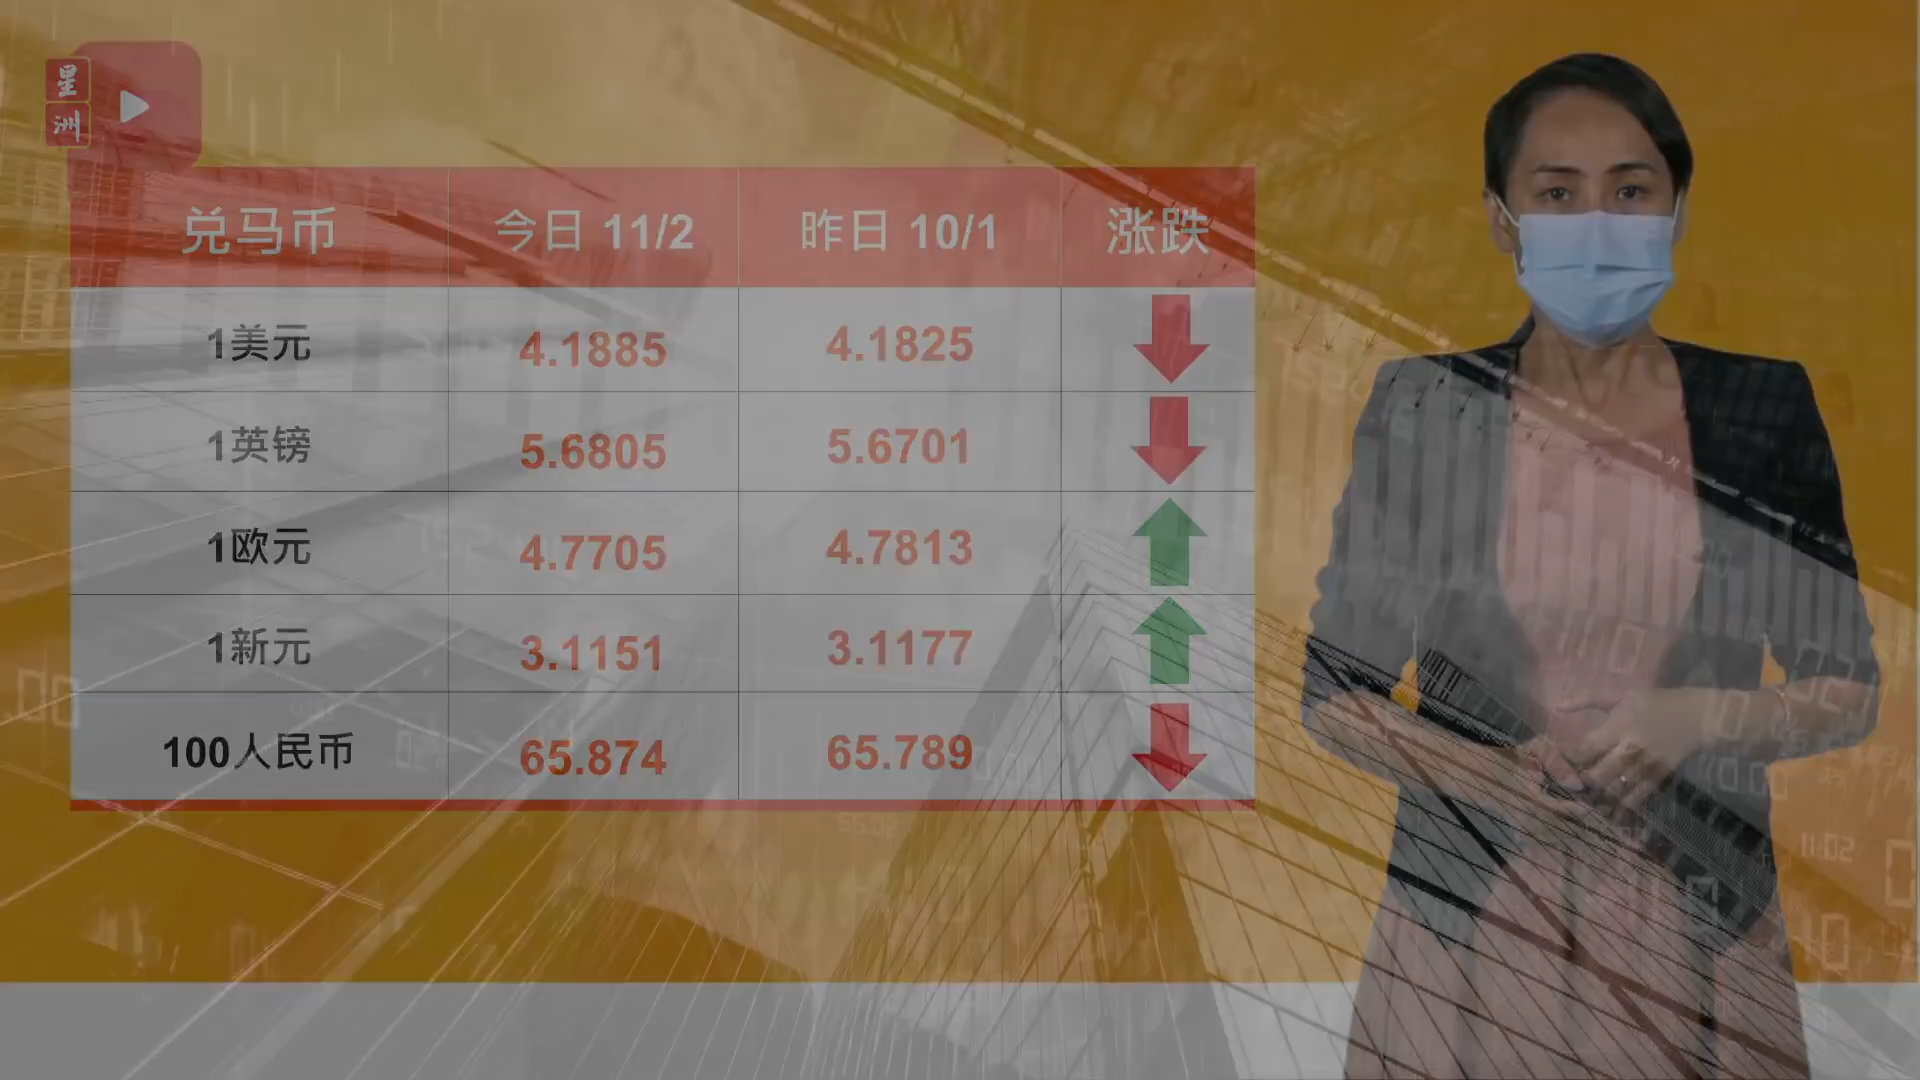 星洲
兑马币 今日 11/2 昨日 10/1 涨跌
1美元 4.1885 4.1825
1英镑 5.6805 5.6701
1欧元 4.7705 4.7813
1新元 3.1151 3.1177
100人民币 65.874 65.789
11:02